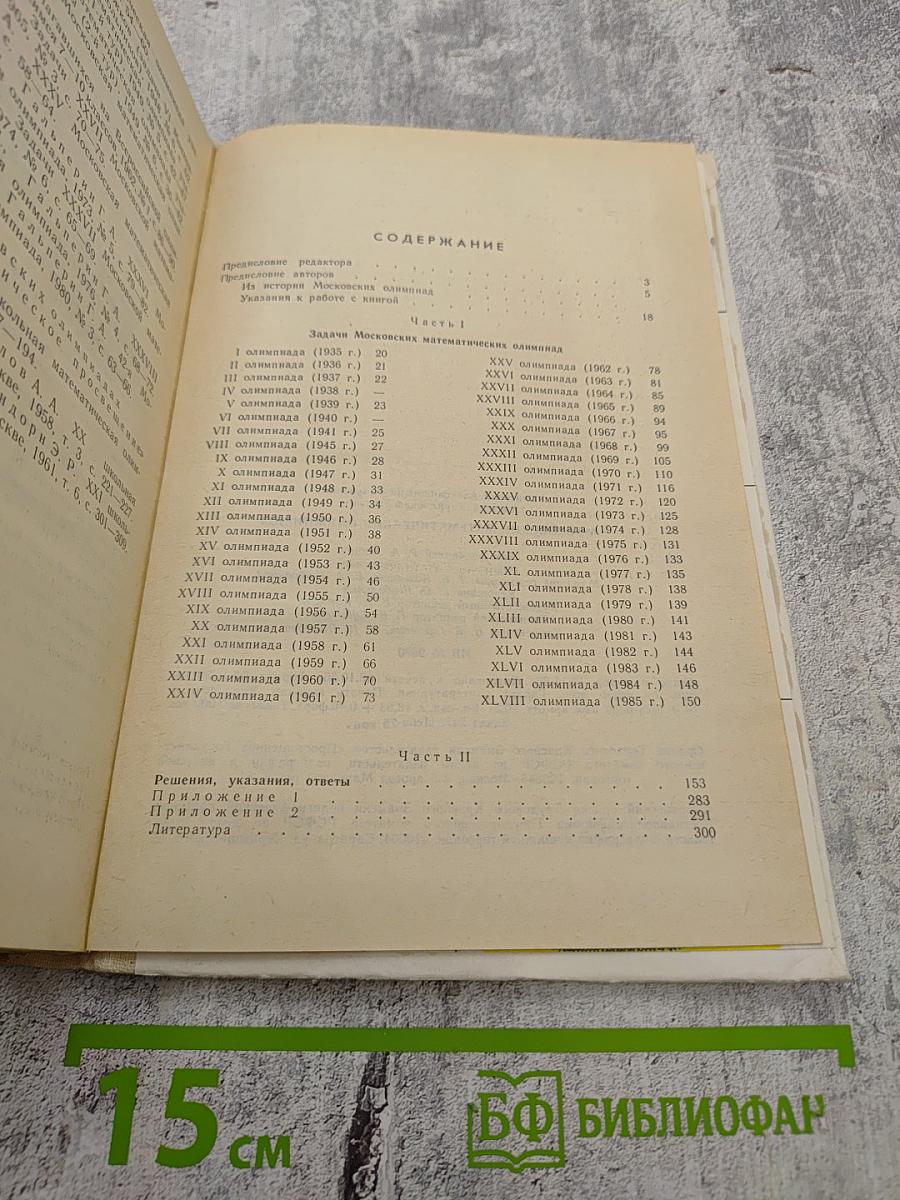 СОДЕРЖАНИЕ
Предисловие редактора . . . . . . . . 3
Предисловие авторов . . . . . . . . 5
Из истории Московских олимпиад
Указания к работе с книгой . . . . . . 18
Часть I
Задачи Московских математических олимпиад
I олимпиада (1935 г.) 20
II олимпиада (1936 г.) 21
III олимпиада (1937 г.) 22
IV олимпиада (1938 г.) —
V олимпиада (1939 г.) 23
VI олимпиада (1940 г.) —
VII олимпиада (1941 г.) 25
VIII олимпиада (1945 г.) 27
IX олимпиада (1946 г.) 28
X олимпиада (1947 г.) 31
XI олимпиада (1948 г.) 33
XII олимпиада (1949 г.) 34
XIII олимпиада (1950 г.) 36
XIV олимпиада (1951 г.) 38
XV олимпиада (1952 г.) 40
XVI олимпиада (1953 г.) 43
XVII олимпиада (1954 г.) 46
XVIII олимпиада (1955 г.) 50
XIX олимпиада (1956 г.) 54
XX олимпиада (1957 г.) 58
XXI олимпиада (1958 г.) 61
XXII олимпиада (1959 г.) 66
XXIII олимпиада (1960 г.) 70
XXIV олимпиада (1961 г.) 73
XXV олимпиада (1962 г.) 78
XXVI олимпиада (1963 г.) 81
XXVII олимпиада (1964 г.) 85
XXVIII олимпиада (1965 г.) 89
XXIX олимпиада (1966 г.) 94
XXX олимпиада (1967 г.) 95
XXXI олимпиада (1968 г.) 99
XXXII олимпиада (1969 г.) 105
XXXIII олимпиада (1970 г.) 110
XXXIV олимпиада (1971 г.) 116
XXXV олимпиада (1972 г.) 120
XXXVI олимпиада (1973 г.) 125
XXXVII олимпиада (1974 г.) 128
XXXVIII олимпиада (1975 г.) 131
XXXIX олимпиада (1976 г.) 133
XL олимпиада (1977 г.) 135
XLI олимпиада (1978 г.) 138
XLII олимпиада (1979 г.) 139
XLIII олимпиада (1980 г.) 141
XLIV олимпиада (1981 г.) 143
XLV олимпиада (1982 г.) 144
XLVI олимпиада (1983 г.) 146
XLVII олимпиада (1984 г.) 148
XLVIII олимпиада (1985 г.) 150
Часть II
Решения, указания, ответы . . . . . . . . 153
Приложение 1 . . . . . . . . 283
Приложение 2 . . . . . . . . 291
Литература . . . . . . . . 300
15 см
БФ БИБЛИОФАН